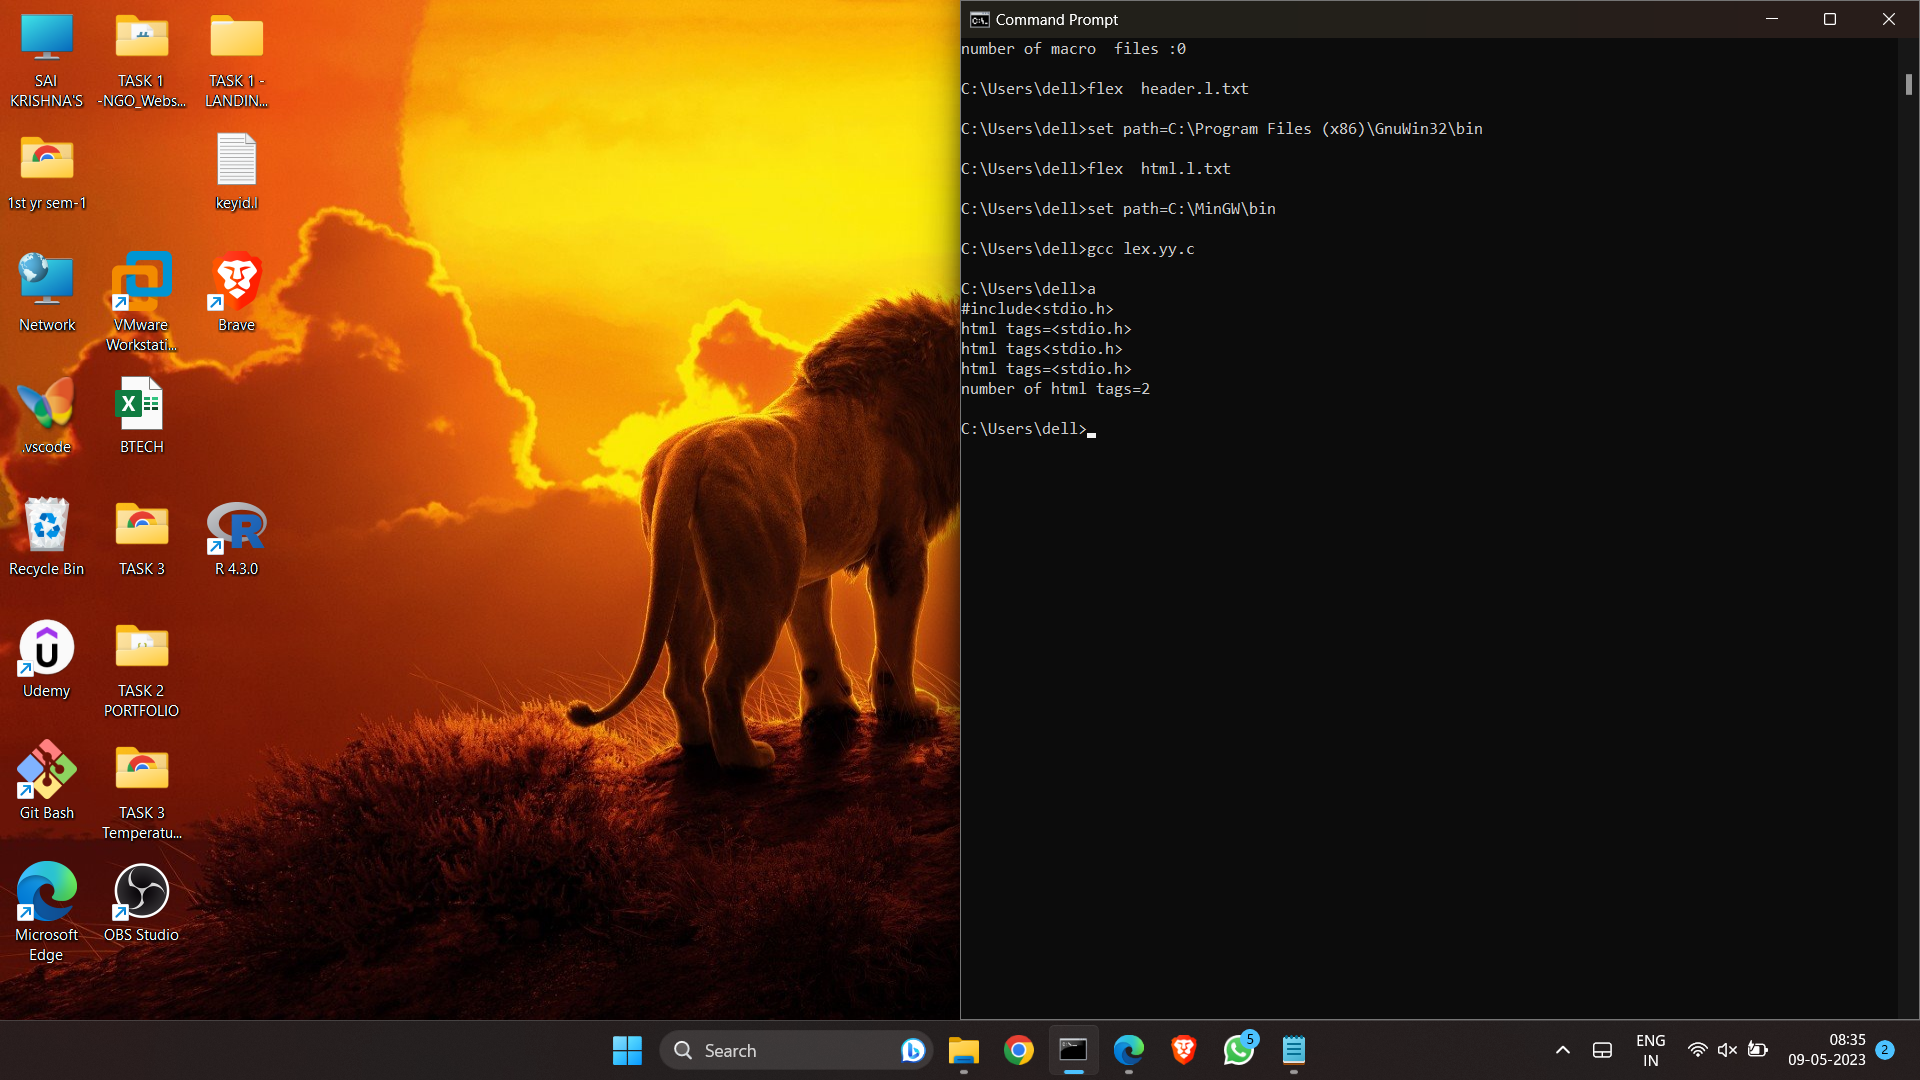 SAI
KRISHNA'S
TASK 1
-NGO_Webs...
TASK 1 -
LANDIN...
1st yr sem-1
keyid.l
Network
VMware
Workstati...
Brave
.vscode
BTECH
Recycle Bin
TASK 3
R 4.3.0
Udemy
TASK 2
PORTFOLIO
Git Bash
TASK 3
Temperatu...
Microsoft
Edge
OBS Studio
Command Prompt
number of macro  files :0
C:\Users\dell>flex  header.l.txt
C:\Users\dell>set path=C:\Program Files (x86)\GnuWin32\bin
C:\Users\dell>flex  html.l.txt
C:\Users\dell>set path=C:\MinGW\bin
C:\Users\dell>gcc lex.yy.c
C:\Users\dell>a
#include<stdio.h>
html tags=<stdio.h>
html tags<stdio.h>
html tags=<stdio.h>
number of html tags=2
C:\Users\dell>
Search
5
ENG
IN
08:35
09-05-2023
2